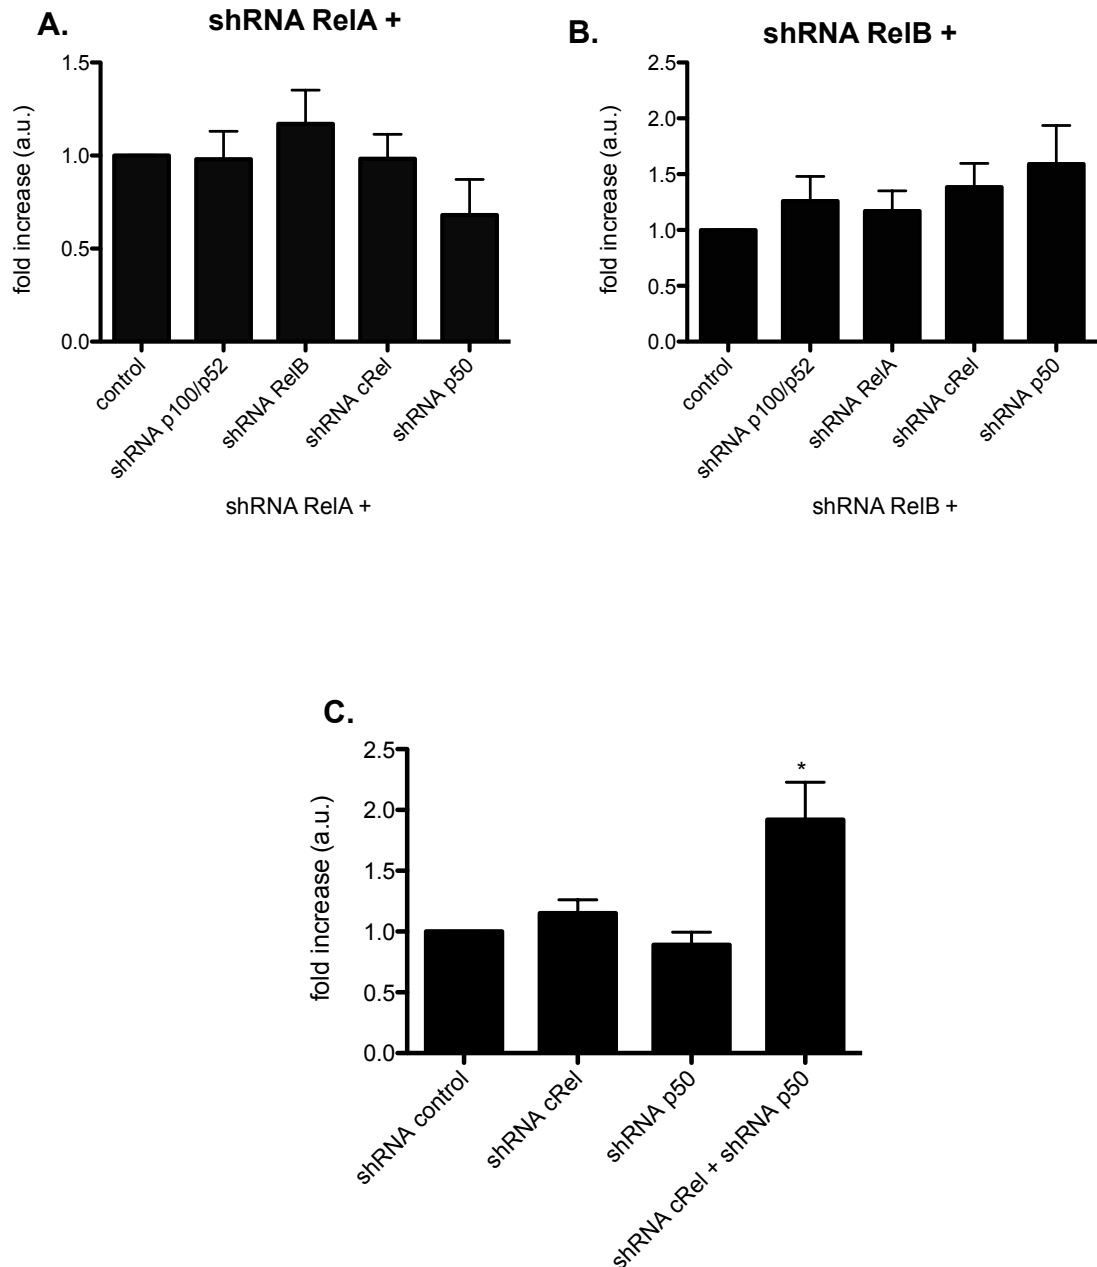 A.
shRNA RelA +
fold increase (a.u.)
1.5
1.0
0.5
0.0
control
shRNA p100/p52
shRNA RelB
shRNA cRel
shRNA p50
shRNA RelA +
B.
shRNA RelB +
fold increase (a.u.)
2.5
2.0
1.5
1.0
0.5
0.0
control
shRNA p100/p52
shRNA RelA
shRNA cRel
shRNA p50
shRNA RelB +
C.
fold increase (a.u.)
2.5
2.0
1.5
1.0
0.5
0.0
*
shRNA control
shRNA cRel
shRNA p50
shRNA cRel + shRNA p50